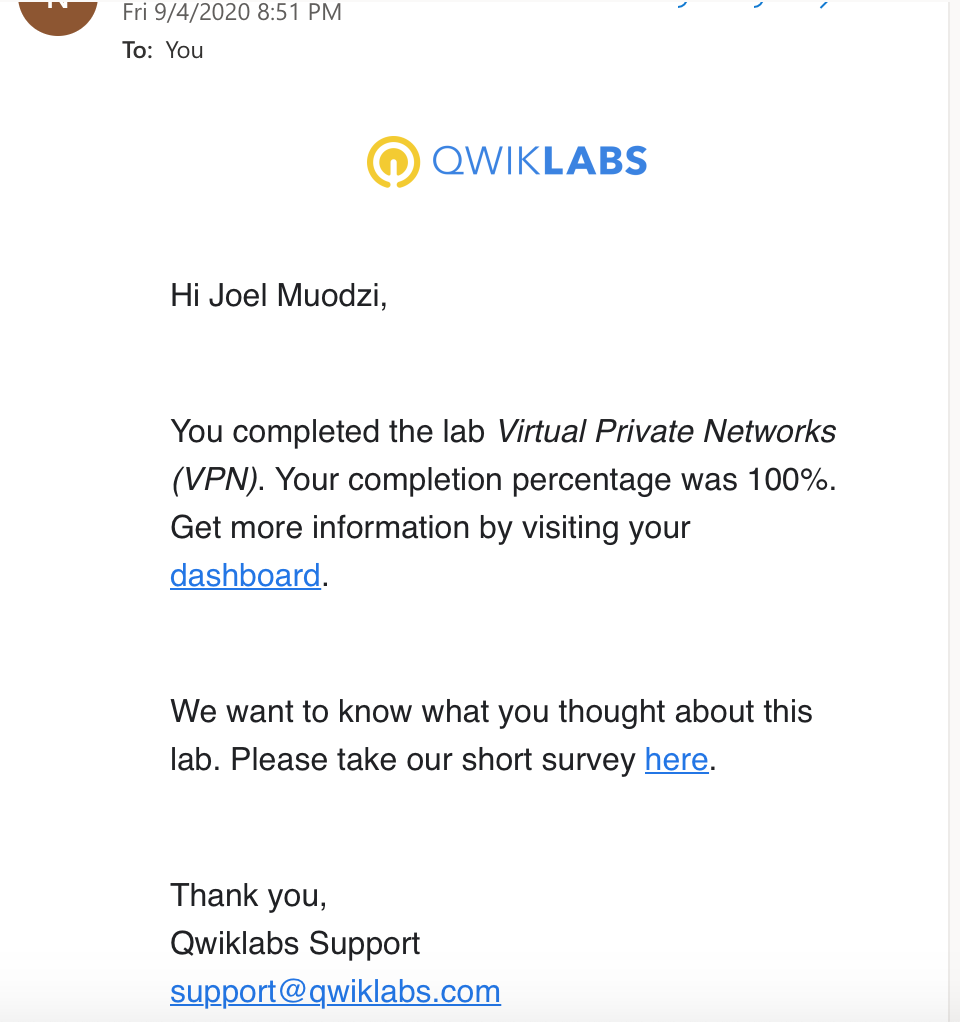 Fri 9/4/2020 8:51 PM
To: You
QWIKLABS
Hi Joel Muodzi,
You completed the lab Virtual Private Networks
(VPN). Your completion percentage was 100%.
Get more information by visiting your
dashboard.
We want to know what you thought about this
lab. Please take our short survey here.
Thank you,
Qwiklabs Support
support@qwiklabs.com